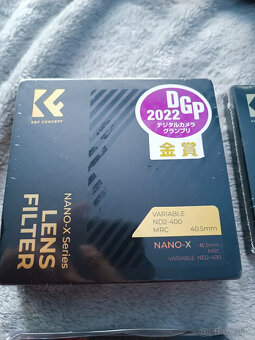 K&F CONCEPT
DGP
2022
デジタルカメラ
グランプリ
金賞
NANO-X Series
LENS
FILTER
VARIABLE
ND2-400
MRC 40.5mm
NANO-X 40.5mm
MRC
VARIABLE ND2-400